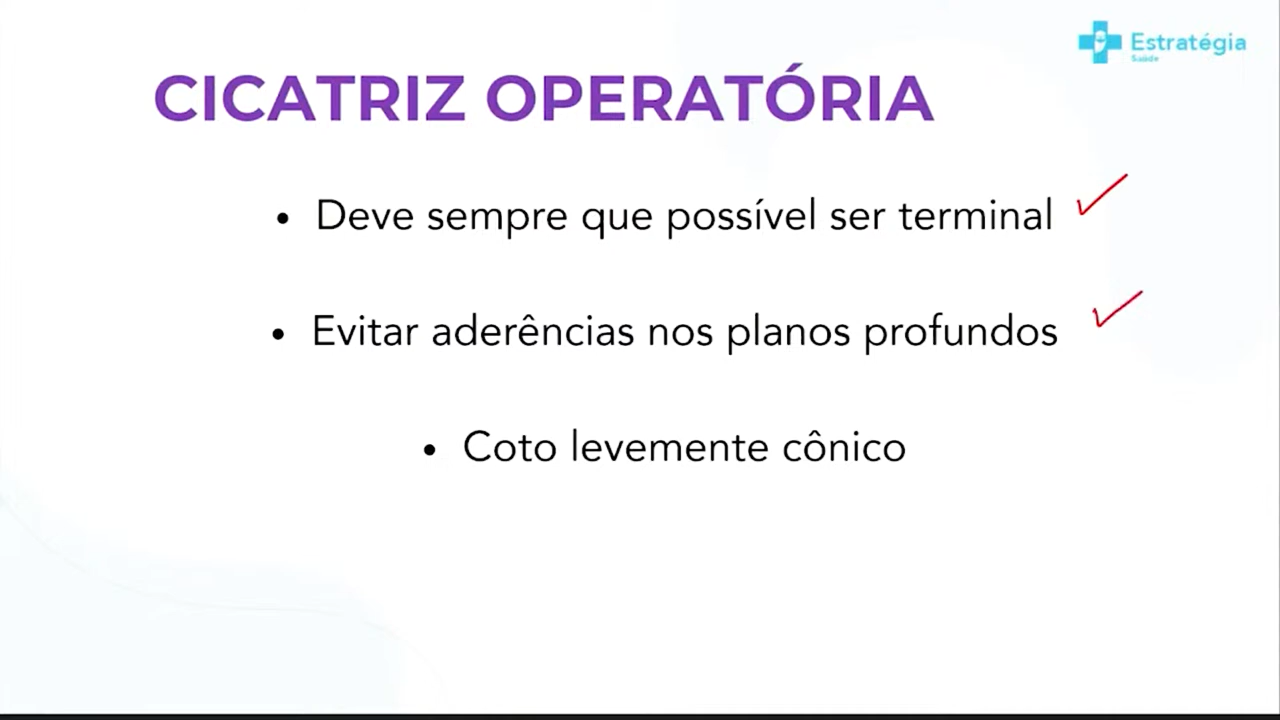 Estratégia
Saúde
CICATRIZ OPERATÓRIA
• Deve sempre que possível ser terminal
• Evitar aderências nos planos profundos
• Coto levemente cônico